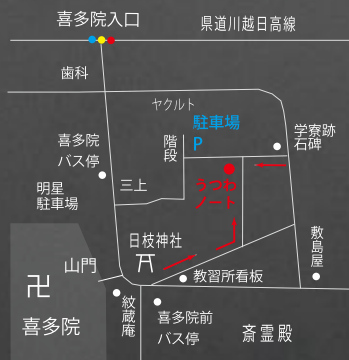 喜多院入口
県道川越日高線
歯科
ヤクルト
駐車場
P
階段
学寮跡
石碑
喜多院
バス停
明星
駐車場
三上
うつわ
ノート
日枝神社
敷島屋
山門
卍
喜多院
教習所看板
紋蔵庵
喜多院前
バス停
斎霊殿